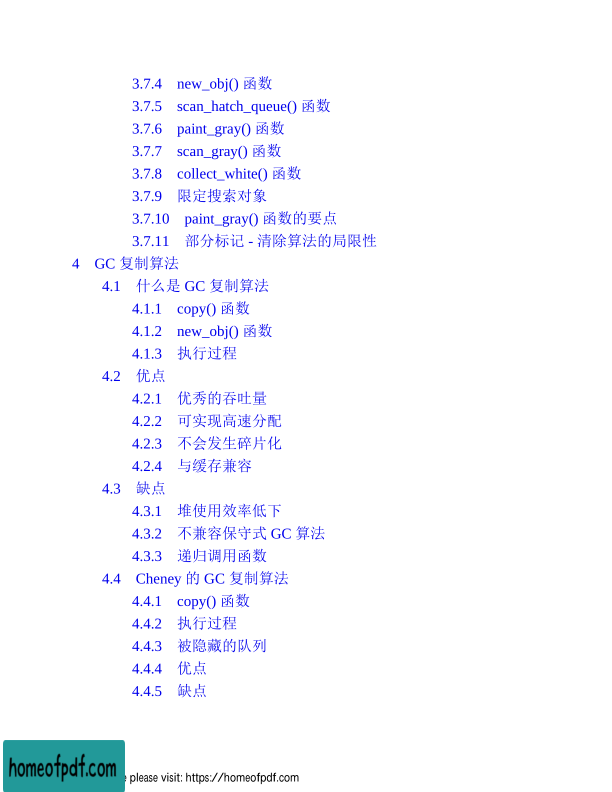 3.7.4 new_obj() 函数
3.7.5 scan_hatch_queue() 函数
3.7.6 paint_gray() 函数
3.7.7 scan_gray() 函数
3.7.8 collect_white() 函数
3.7.9 限定搜索对象
3.7.10 paint_gray() 函数的要点
3.7.11 部分标记 - 清除算法的局限性
4 GC 复制算法
4.1 什么是 GC 复制算法
4.1.1 copy() 函数
4.1.2 new_obj() 函数
4.1.3 执行过程
4.2 优点
4.2.1 优秀的吞吐量
4.2.2 可实现高速分配
4.2.3 不会发生碎片化
4.2.4 与缓存兼容
4.3 缺点
4.3.1 堆使用效率低下
4.3.2 不兼容保守式 GC 算法
4.3.3 递归调用函数
4.4 Cheney 的 GC 复制算法
4.4.1 copy() 函数
4.4.2 执行过程
4.4.3 被隐藏的队列
4.4.4 优点
4.4.5 缺点
homeofpdf.com
please visit: https://homeofpdf.com